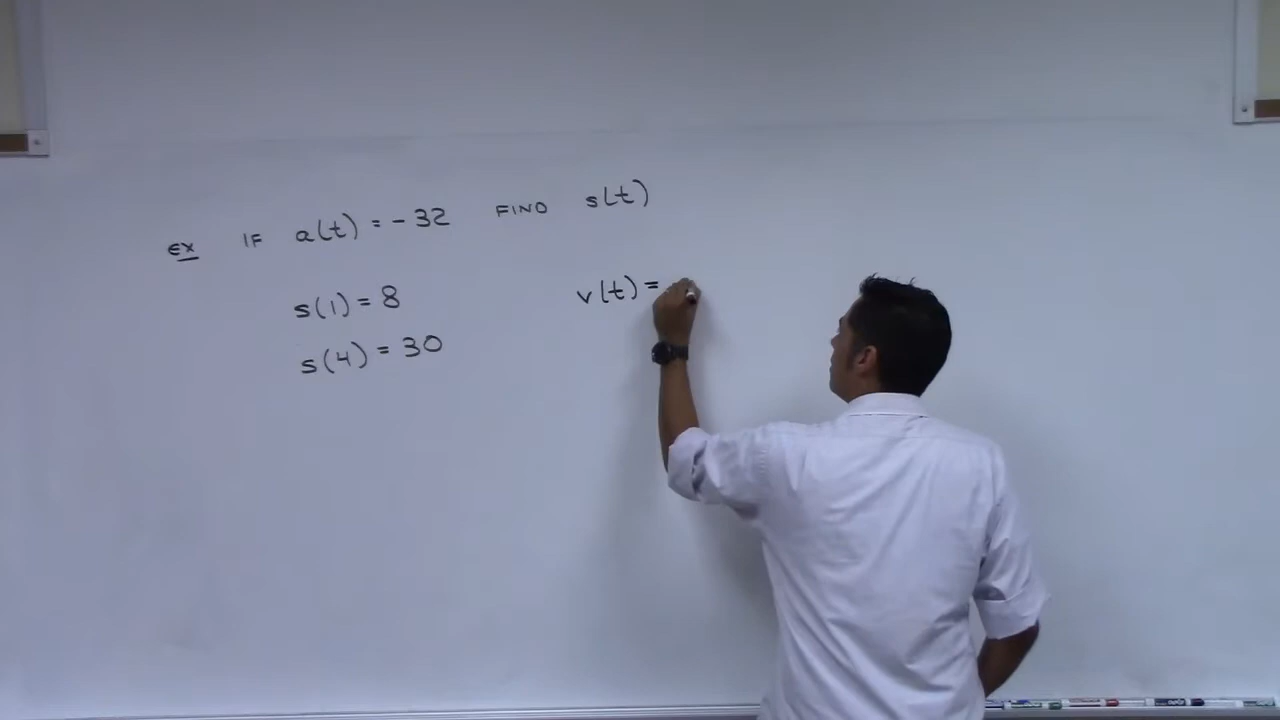 ex IF a(t) = -32 FIND s(t)
s(1) = 8
v(t) =
s(4) = 30